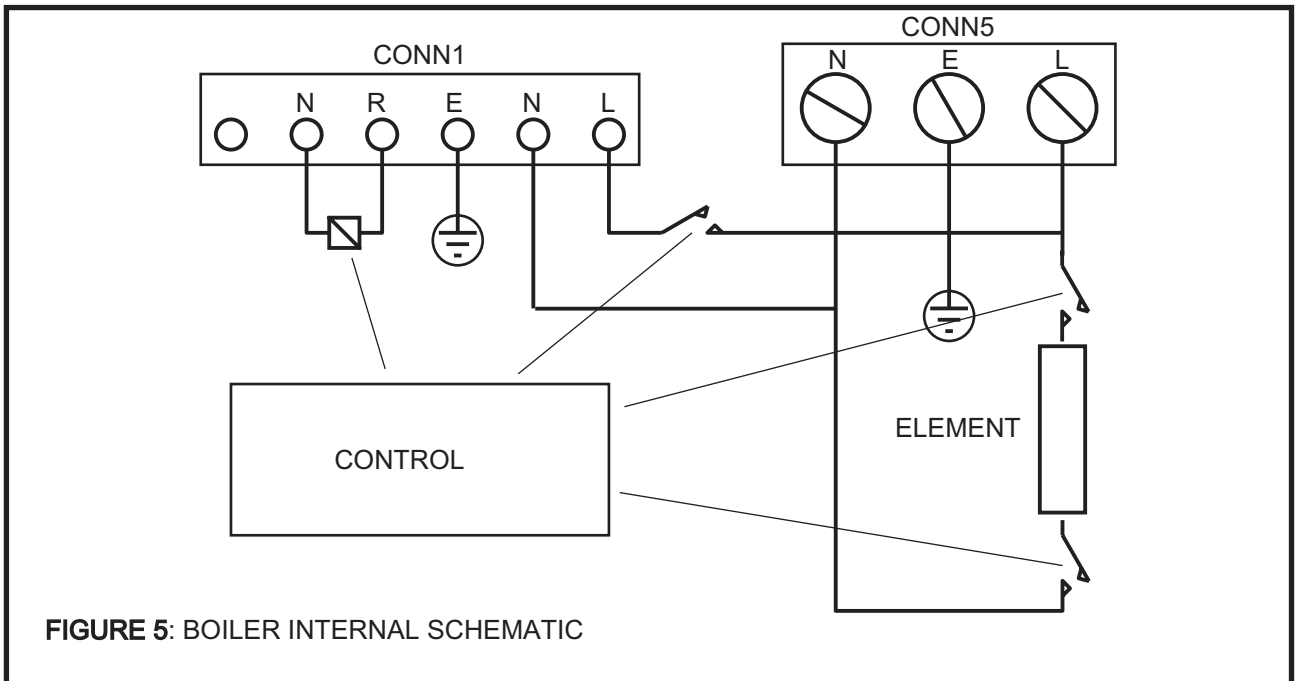 CONN1
N R E N L
CONN5
N E L
ELEMENT
CONTROL
FIGURE 5: BOILER INTERNAL SCHEMATIC